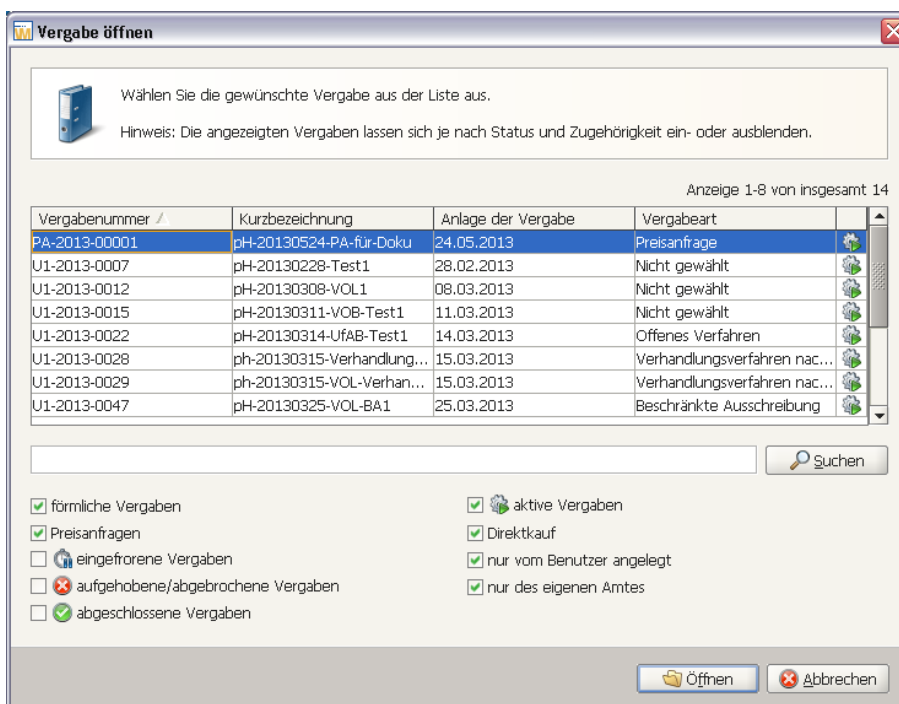 Vergabe öffnen
Wählen Sie die gewünschte Vergabe aus der Liste aus.
Hinweis: Die angezeigten Vergaben lassen sich je nach Status und Zugehörigkeit ein- oder ausblenden.
Anzeige 1-8 von insgesamt 14
Vergabenummer Kurzbezeichnung Anlage der Vergabe Vergabeart
PA-2013-00001 pH-20130524-PA-für-Doku 24.05.2013 Preisanfrage
U1-2013-0007 pH-20130228-Test1 28.02.2013 Nicht gewählt
U1-2013-0012 pH-20130308-VOL1 08.03.2013 Nicht gewählt
U1-2013-0015 pH-20130311-VOB-Test1 11.03.2013 Nicht gewählt
U1-2013-0022 pH-20130314-UfAB-Test1 14.03.2013 Offenes Verfahren
U1-2013-0028 ph-20130315-Verhandlung... 15.03.2013 Verhandlungsverfahren nac...
U1-2013-0029 ph-20130315-VOL-Verhan... 15.03.2013 Verhandlungsverfahren nac...
U1-2013-0047 pH-20130325-VOL-BA1 25.03.2013 Beschränkte Ausschreibung
Suchen
förmliche Vergaben aktive Vergaben
Preisanfragen Direktkauf
eingefrorene Vergaben nur vom Benutzer angelegt
aufgehobene/abgebrochene Vergaben nur des eigenen Amtes
abgeschlossene Vergaben
Öffnen Abbrechen